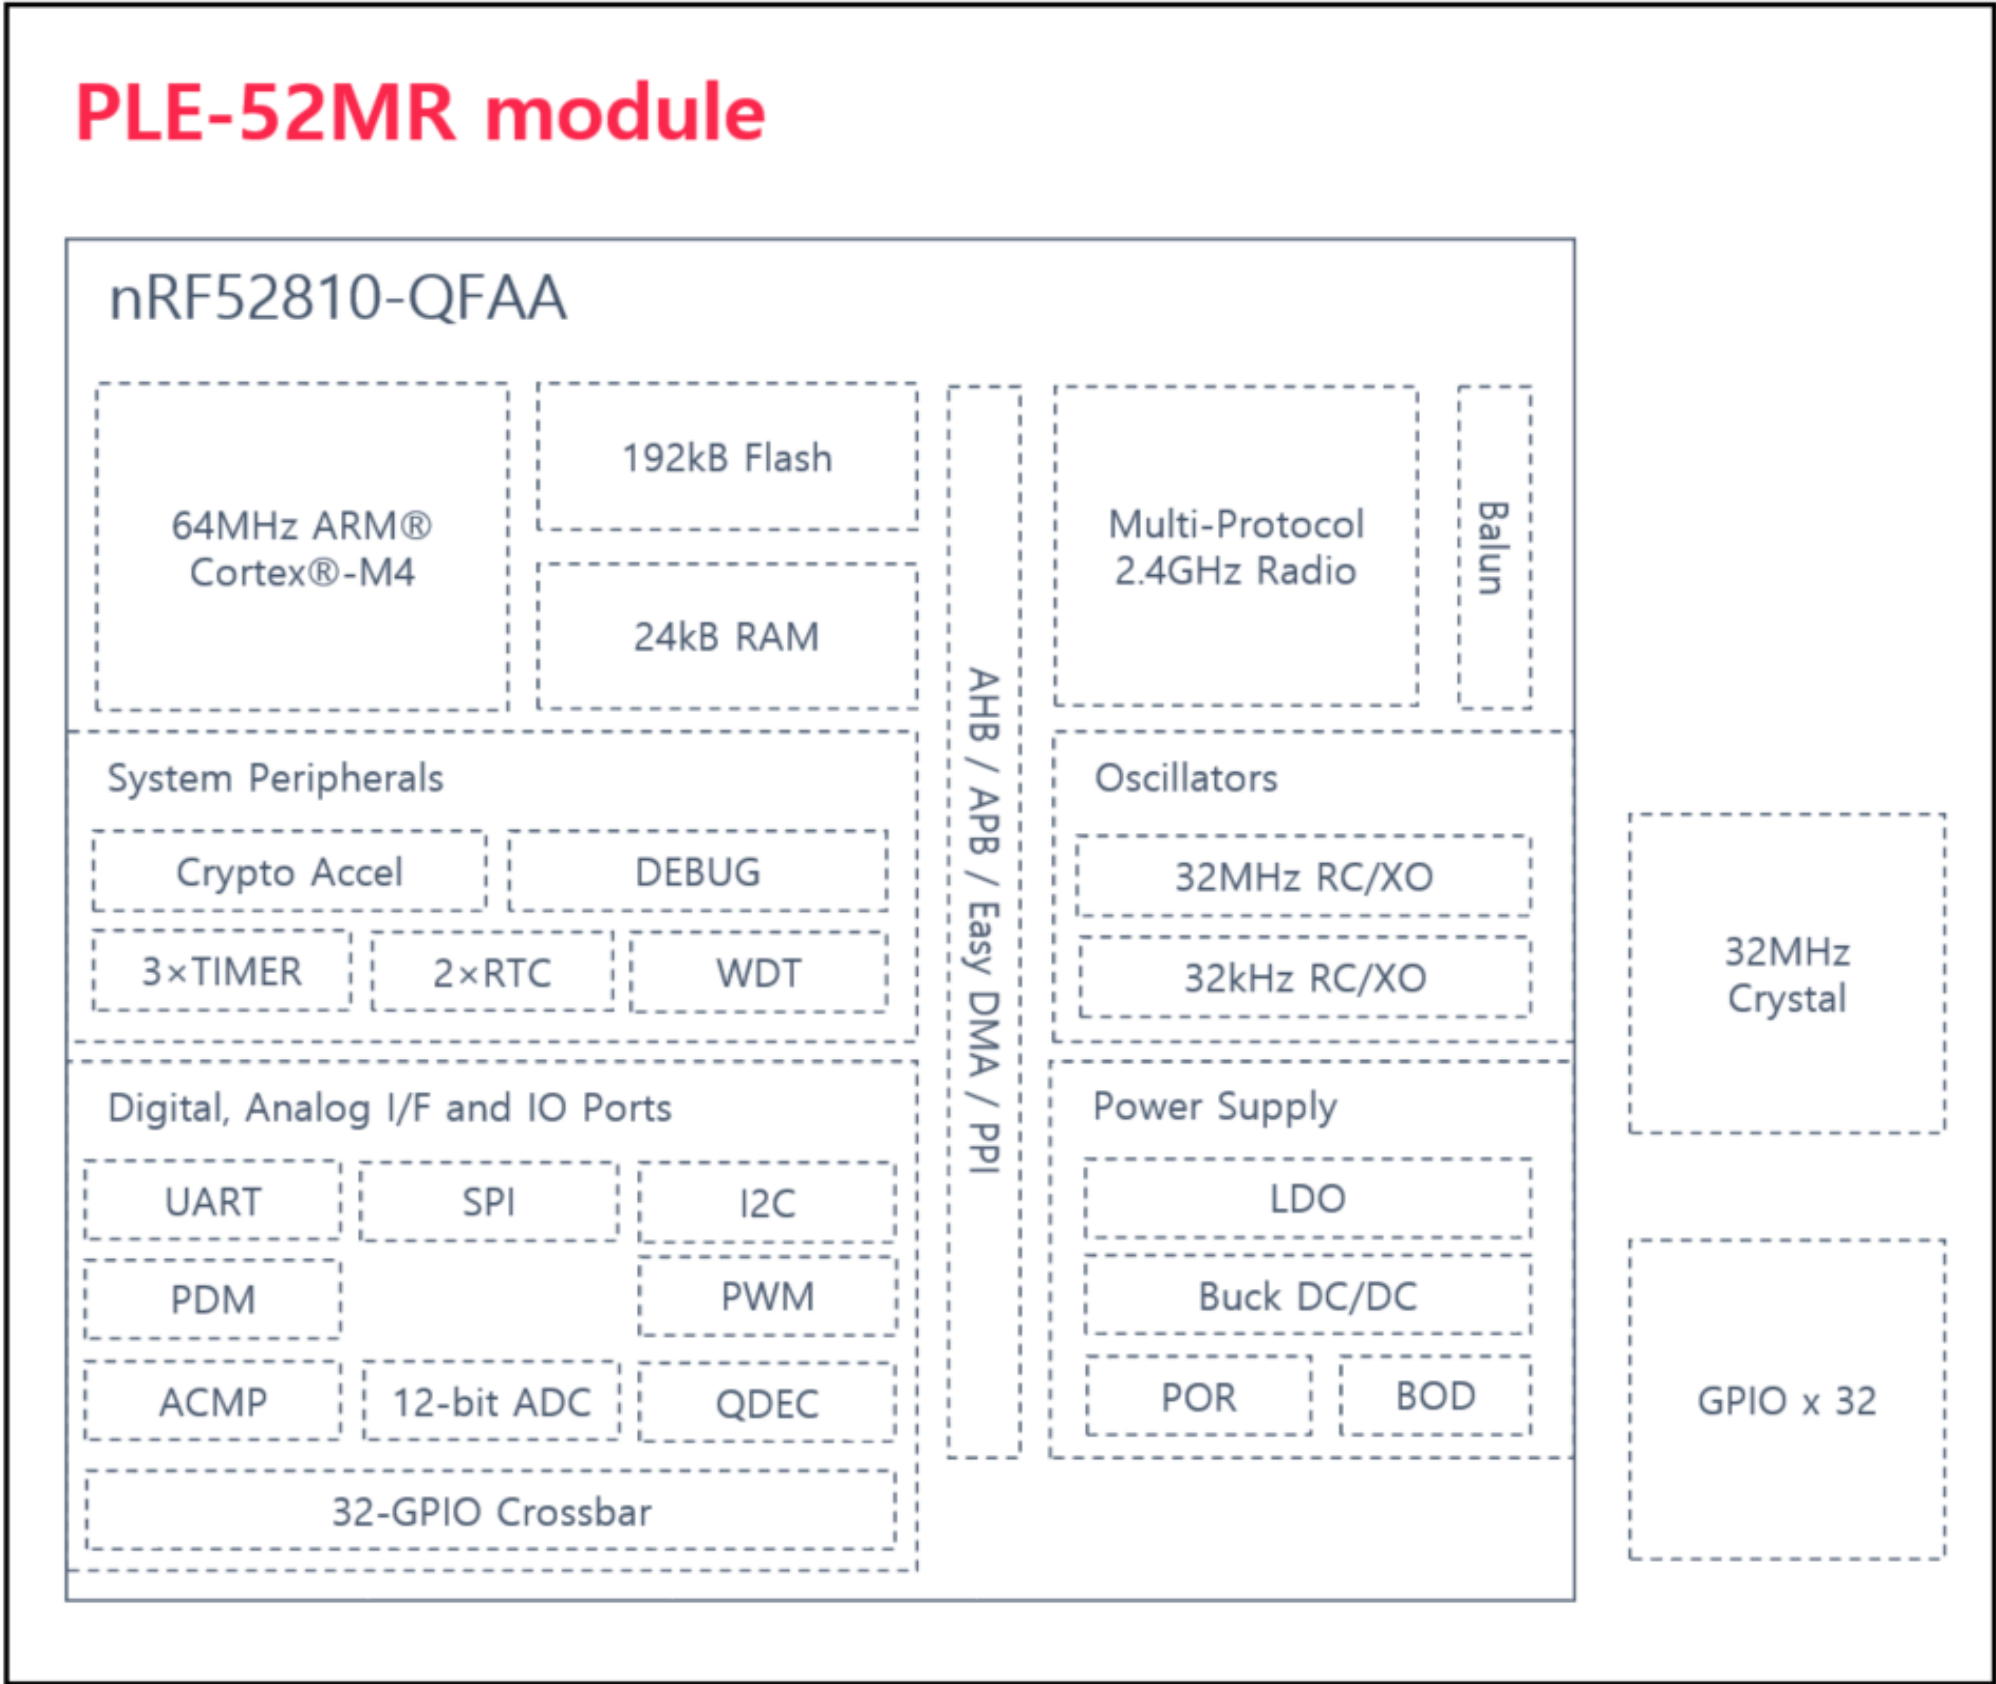 PLE-52MR module
nRF52810-QFAA
64MHz ARM®
Cortex®-M4
192kB Flash
24kB RAM
AHB / APB / Easy DMA / PPI
Multi-Protocol
2.4GHz Radio
Balun
System Peripherals
Crypto Accel
DEBUG
3×TIMER
2×RTC
WDT
Oscillators
32MHz RC/XO
32kHz RC/XO
32MHz
Crystal
Digital, Analog I/F and IO Ports
UART
SPI
I2C
PDM
PWM
ACMP
12-bit ADC
QDEC
32-GPIO Crossbar
Power Supply
LDO
Buck DC/DC
POR
BOD
GPIO x 32